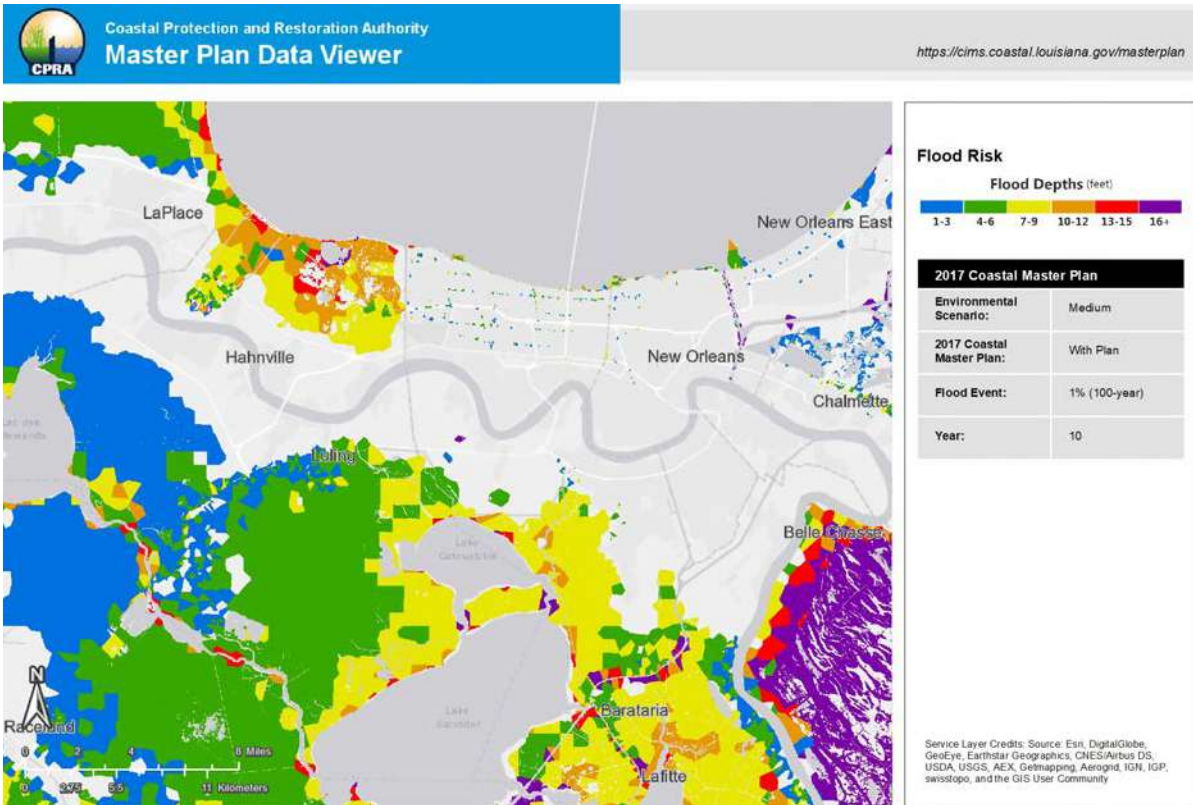 CPRA
Coastal Protection and Restoration Authority
Master Plan Data Viewer
https://cims.coastal.louisiana.gov/masterplan
LaPlace
New Orleans East
Hahnville
New Orleans
Chalmette
Luling
Belle Chasse
Lake
Lake
Barataria
Lafitte
Raceland
N
0 2 4 8 Miles
0 2.75 5.5 11 Kilometers
Flood Risk
Flood Depths (feet)
1-3 4-6 7-9 10-12 13-15 16+
2017 Coastal Master Plan
Environmental
Scenario:
Medium
2017 Coastal
Master Plan:
With Plan
Flood Event:
1% (100-year)
Year:
10
Service Layer Credits: Source: Esri, DigitalGlobe,
GeoEye, Earthstar Geographics, CNES/Airbus DS,
USDA, USGS, AEX, Getmapping, Aerogrid, IGN, IGP,
swisstopo, and the GIS User Community